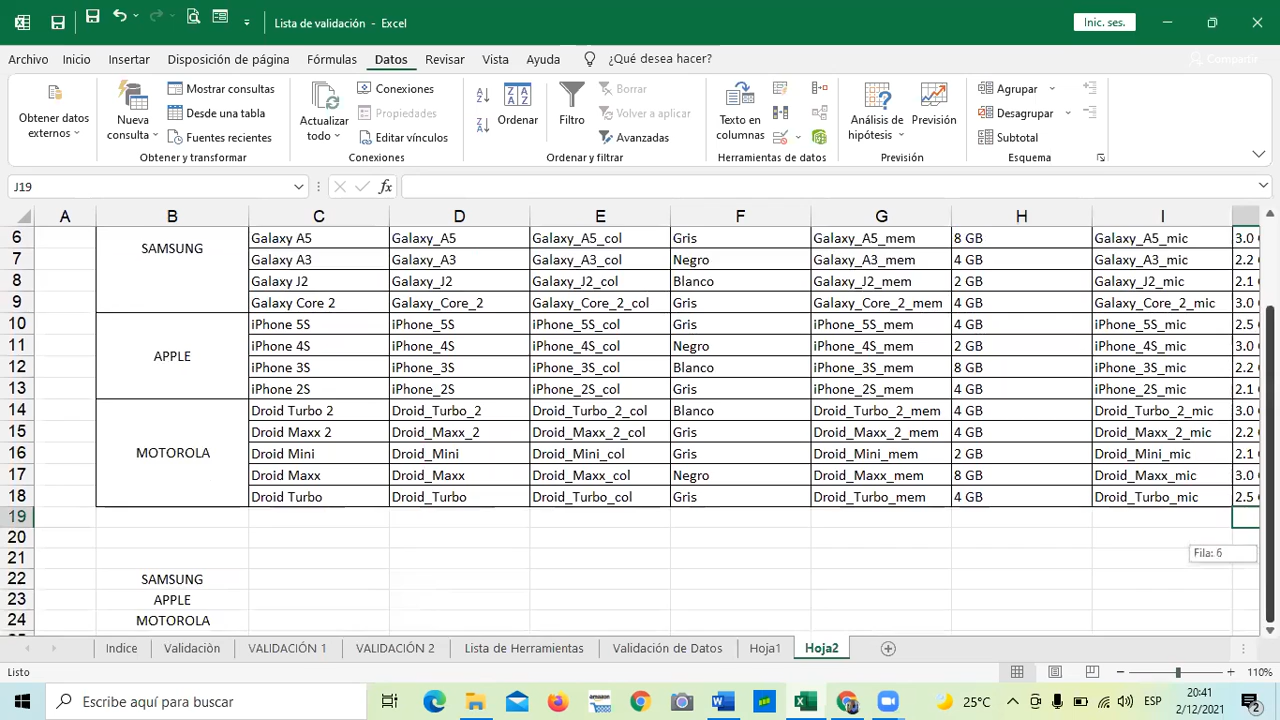 Lista de validación - Excel
Inic. ses.
Archivo Inicio Insertar Disposición de página Fórmulas Datos Revisar Vista Ayuda ¿Qué desea hacer?
Compartir
Obtener datos externos
Nueva consulta
Mostrar consultas
Desde una tabla
Fuentes recientes
Obtener y transformar
Actualizar todo
Conexiones
Propiedades
Editar vínculos
Conexiones
Ordenar
Filtro
Borrar
Volver a aplicar
Avanzadas
Ordenar y filtrar
Texto en columnas
Herramientas de datos
Análisis de hipótesis
Previsión
Previsión
Agrupar
Desagrupar
Subtotal
Esquema
J19
fx
A B C D E F G H I
6 SAMSUNG Galaxy A5 Galaxy_A5 Galaxy_A5_col Gris Galaxy_A5_mem 8 GB Galaxy_A5_mic 3.0
7 Galaxy A3 Galaxy_A3 Galaxy_A3_col Negro Galaxy_A3_mem 4 GB Galaxy_A3_mic 2.2
8 Galaxy J2 Galaxy_J2 Galaxy_J2_col Blanco Galaxy_J2_mem 2 GB Galaxy_J2_mic 2.1
9 Galaxy Core 2 Galaxy_Core_2 Galaxy_Core_2_col Gris Galaxy_Core_2_mem 4 GB Galaxy_Core_2_mic 3.0
10 iPhone 5S iPhone_5S iPhone_5S_col Gris iPhone_5S_mem 4 GB iPhone_5S_mic 2.5
11 APPLE iPhone 4S iPhone_4S iPhone_4S_col Negro iPhone_4S_mem 2 GB iPhone_4S_mic 3.0
12 iPhone 3S iPhone_3S iPhone_3S_col Blanco iPhone_3S_mem 8 GB iPhone_3S_mic 2.2
13 iPhone 2S iPhone_2S iPhone_2S_col Gris iPhone_2S_mem 4 GB iPhone_2S_mic 2.1
14 Droid Turbo 2 Droid_Turbo_2 Droid_Turbo_2_col Blanco Droid_Turbo_2_mem 4 GB Droid_Turbo_2_mic 3.0
15 Droid Maxx 2 Droid_Maxx_2 Droid_Maxx_2_col Gris Droid_Maxx_2_mem 4 GB Droid_Maxx_2_mic 2.2
16 MOTOROLA Droid Mini Droid_Mini Droid_Mini_col Gris Droid_Mini_mem 2 GB Droid_Mini_mic 2.1
17 Droid Maxx Droid_Maxx Droid_Maxx_col Negro Droid_Maxx_mem 8 GB Droid_Maxx_mic 3.0
18 Droid Turbo Droid_Turbo Droid_Turbo_col Gris Droid_Turbo_mem 4 GB Droid_Turbo_mic 2.5
19
20
Fila: 6
21
22 SAMSUNG
23 APPLE
24 MOTOROLA
Indice Validación VALIDACIÓN 1 VALIDACIÓN 2 Lista de Herramientas Validación de Datos Hoja1 Hoja2
Listo
110%
Escribe aquí para buscar
amazon
25°C
ESP
20:41
2/12/2021
2